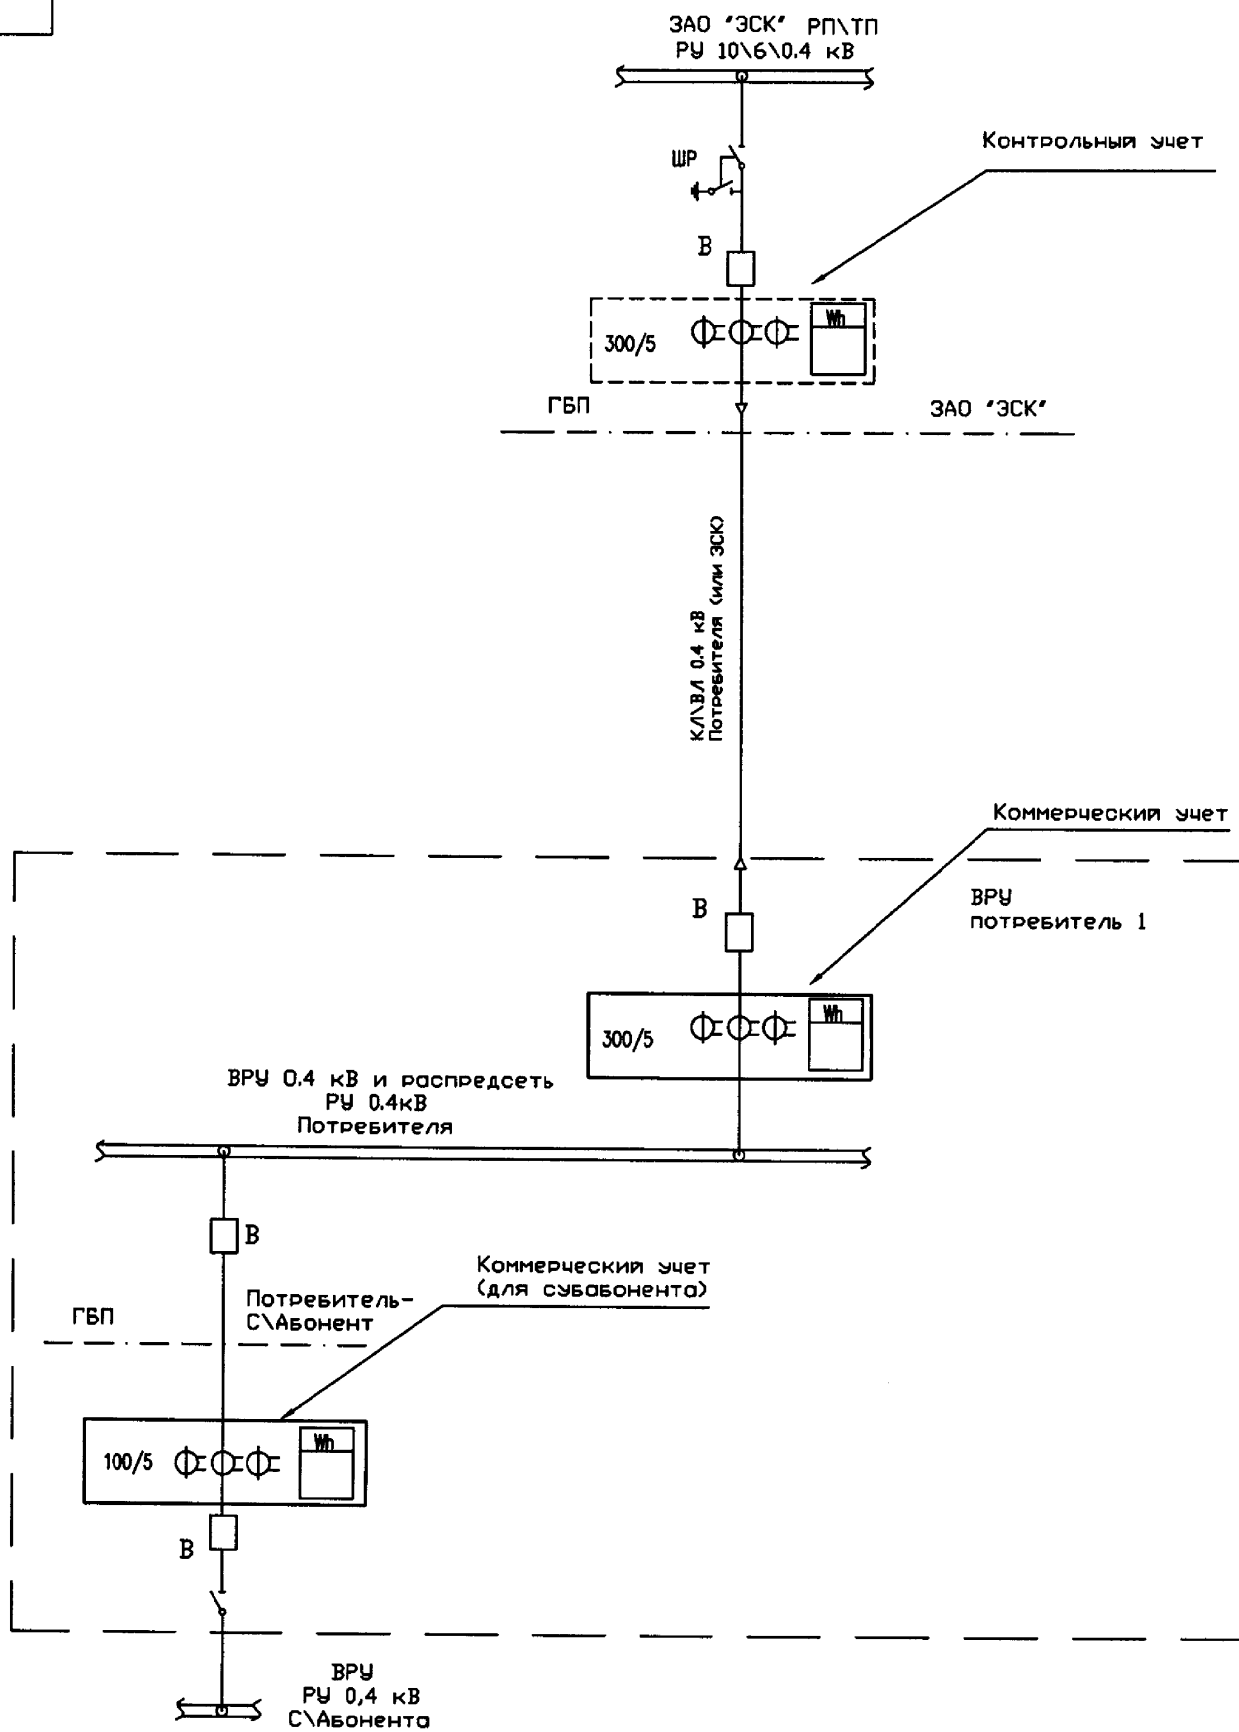 ЗАО "ЭСК" РП\ТП
РУ 10\6\0.4 кВ
Контрольный учет
ШР
В
Wh
300/5
ГБП
ЗАО "ЭСК"
КЛ\ВЛ 0.4 кВ
Потребителя (или ЭСК)
Коммерческий учет
В
ВРУ
потребитель 1
Wh
300/5
ВРУ 0.4 кВ и распредсеть
РУ 0.4кВ
Потребителя
В
Коммерческий учет
(для субабонента)
Потребитель-
С\Абонент
ГБП
Wh
100/5
В
ВРУ
РУ 0,4 кВ
С\Абонента